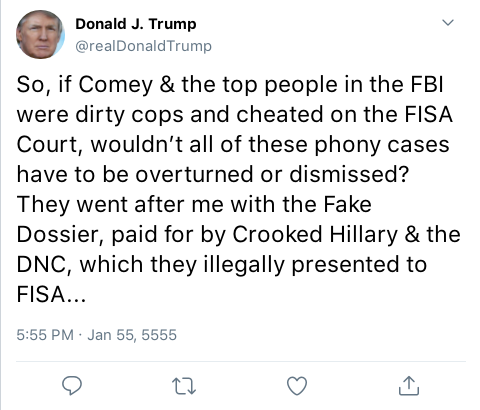 Donald J. Trump
@realDonaldTrump
So, if Comey & the top people in the FBI
were dirty cops and cheated on the FISA
Court, wouldn’t all of these phony cases
have to be overturned or dismissed?
They went after me with the Fake
Dossier, paid for by Crooked Hillary & the
DNC, which they illegally presented to
FISA...
5:55 PM · Jan 55, 5555